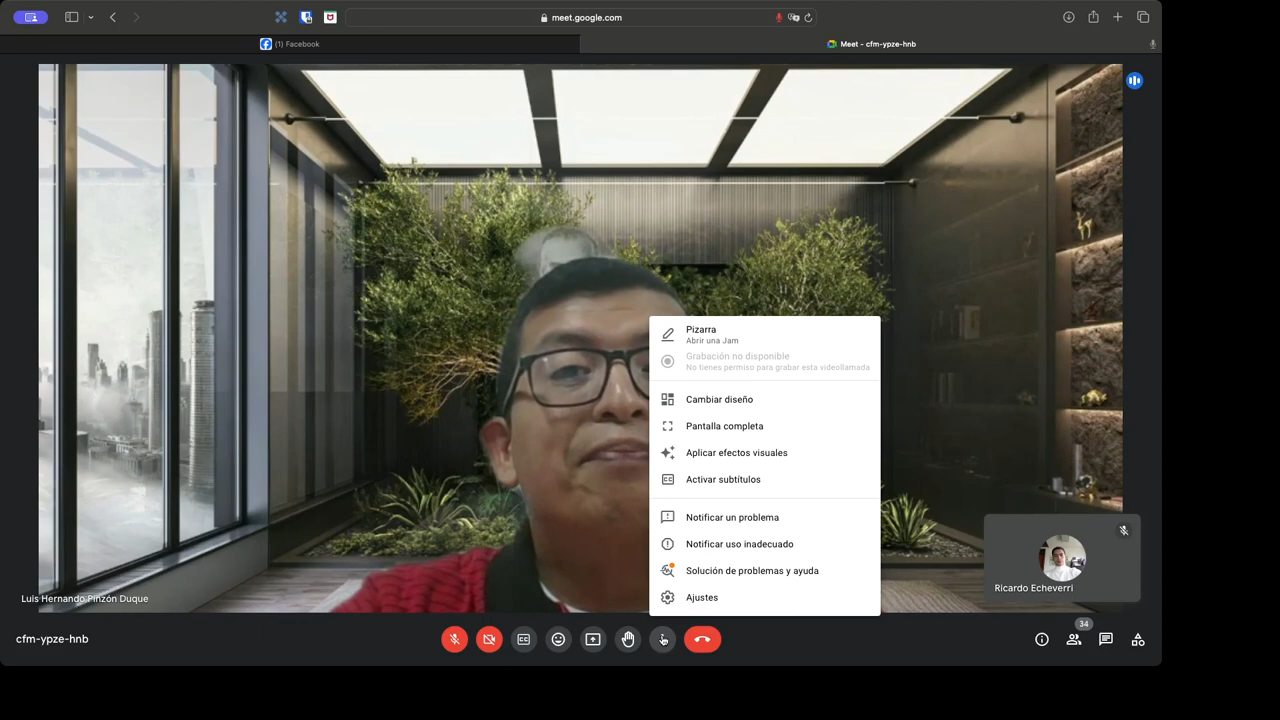 meet.google.com
(1) Facebook
Meet - cfm-ypze-hnb
Pizarra
Abrir una Jam
Grabación no disponible
No tienes permiso para grabar esta videollamada
Cambiar diseño
Pantalla completa
Aplicar efectos visuales
CC
Activar subtítulos
Notificar un problema
Notificar uso inadecuado
Solución de problemas y ayuda
Ajustes
Ricardo Echeverri
Luis Hernando Pinzón Duque
cfm-ypze-hnb
CC
34